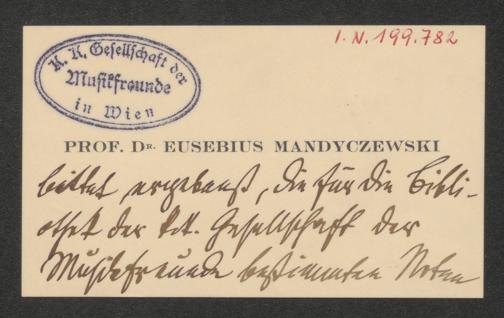 I.N. 199.782
K. K. Gesellschaft der
Musikfreunde
in Wien
PROF. DR. EUSEBIUS MANDYCZEWSKI
bittet ergebenst, die für die Bibli-
othek der k.k. Gesellschaft der
Musikfreunde bestimmten Noten